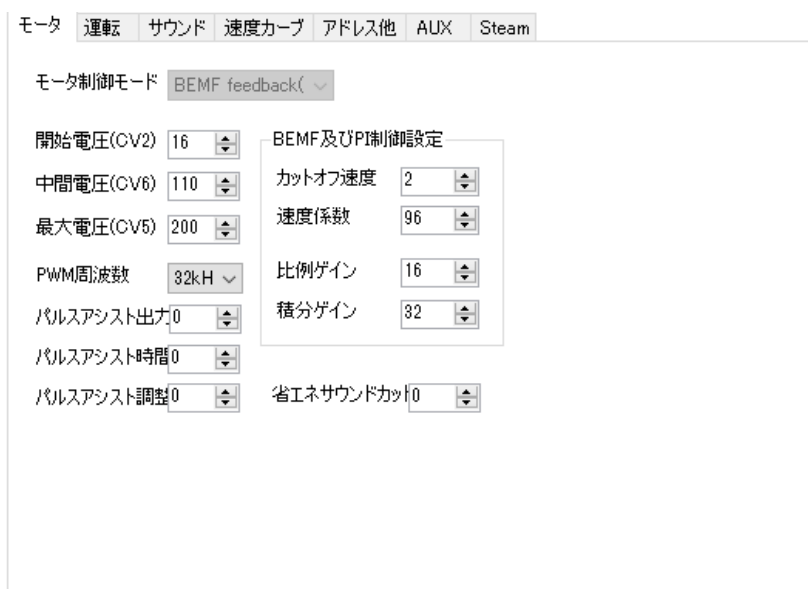 モータ 運転 サウンド 速度カーブ アドレス他 AUX Steam
モータ制御モード BEMF feedback(
開始電圧(CV2) 16
中間電圧(CV6) 110
最大電圧(CV5) 200
PWM周波数 32kH
パルスアシスト出力 0
パルスアシスト時間 0
パルスアシスト調整 0
BEMF及びPI制御設定
カットオフ速度 2
速度係数 96
比例ゲイン 16
積分ゲイン 32
省エネサウンドカット 0